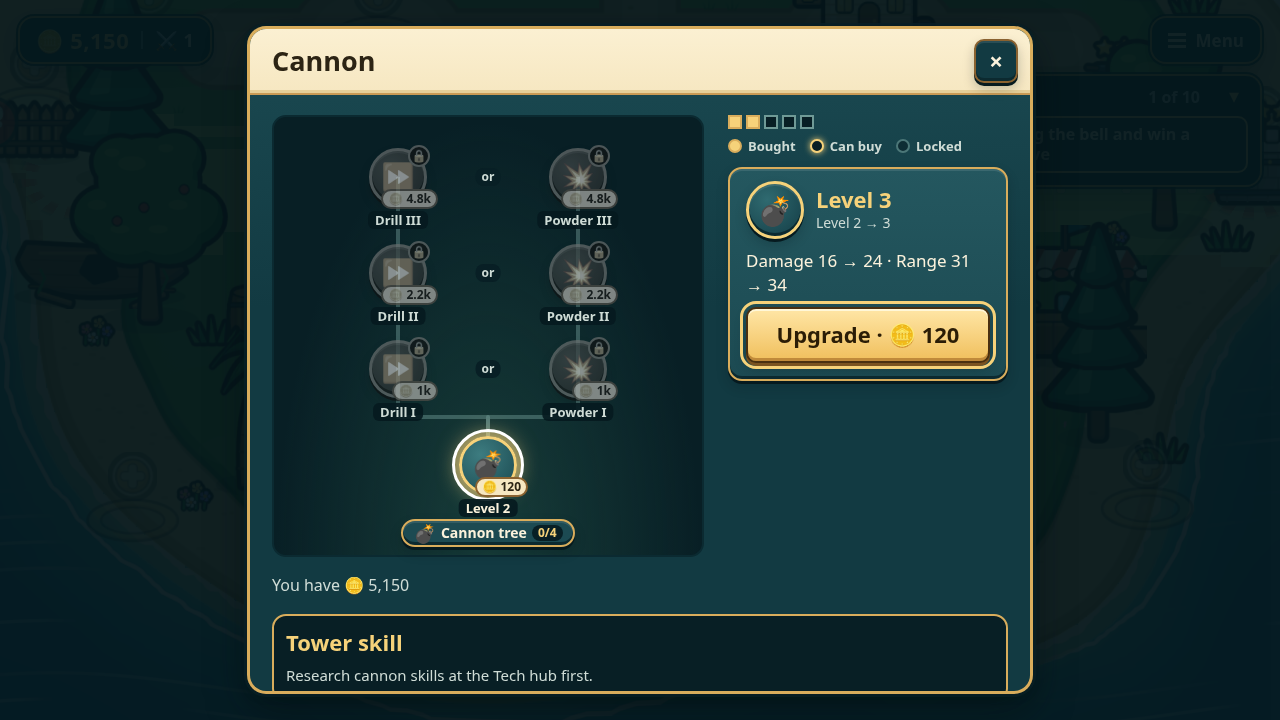 5,150
1
Menu
Cannon
×
1 of 10
g the bell and win a
4.8k
or
4.8k
Drill III
Powder III
2.2k
or
2.2k
Drill II
Powder II
1k
or
1k
Drill I
Powder I
120
Level 2
Cannon tree 0/4
Bought
Can buy
Locked
Level 3
Level 2 → 3
Damage 16 → 24 · Range 31
→ 34
Upgrade · 120
You have 5,150
Tower skill
Research cannon skills at the Tech hub first.